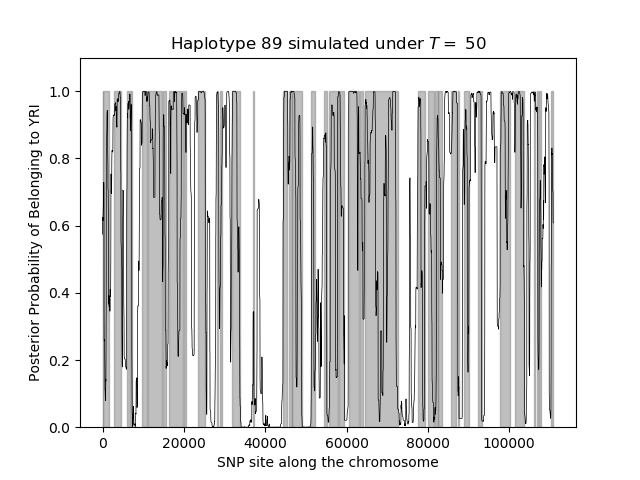 Haplotype 89 simulated under T = 50
Posterior Probability of Belonging to YRI
1.0
0.8
0.6
0.4
0.2
0.0
0 20000 40000 60000 80000 100000
SNP site along the chromosome